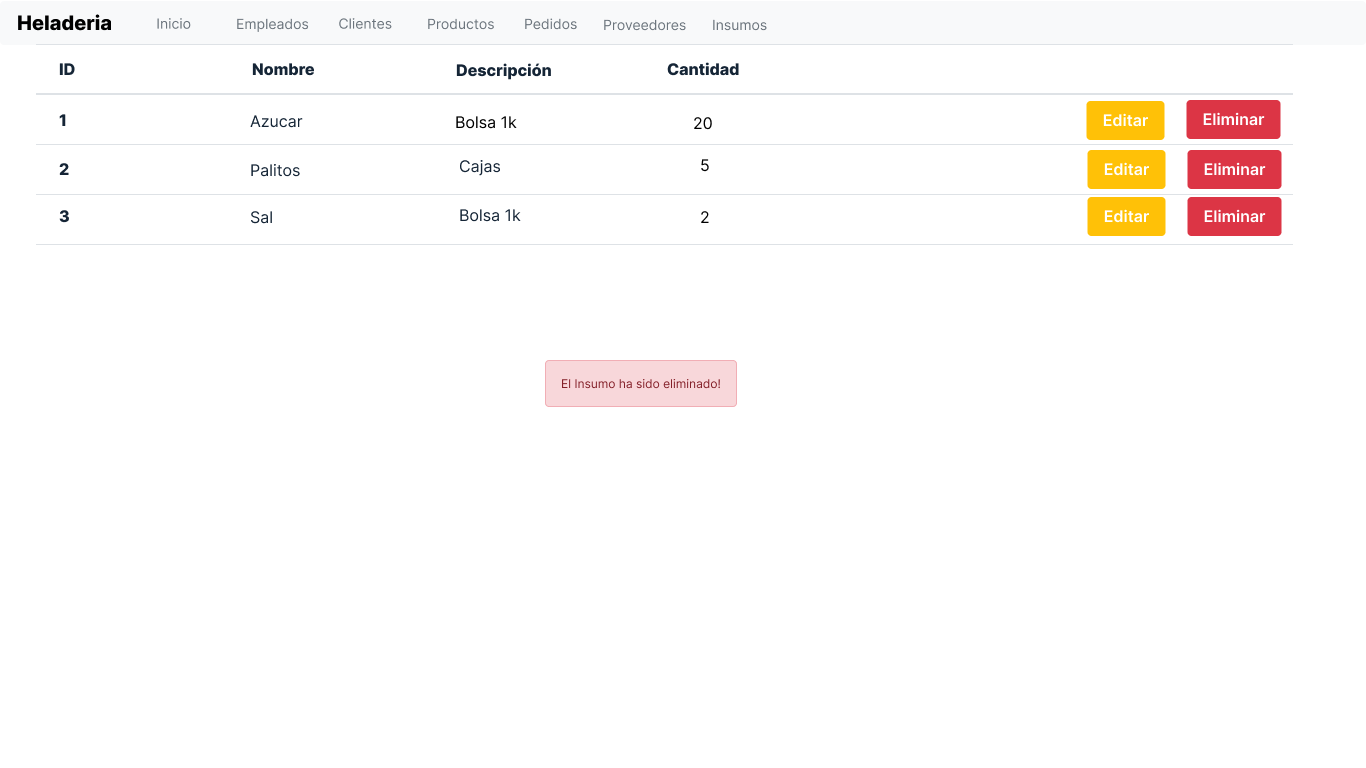 Heladeria Inicio Empleados Clientes Productos Pedidos Proveedores Insumos
ID Nombre Descripción Cantidad
1 Azucar Bolsa 1k 20 Editar Eliminar
2 Palitos Cajas 5 Editar Eliminar
3 Sal Bolsa 1k 2 Editar Eliminar
El Insumo ha sido eliminado!